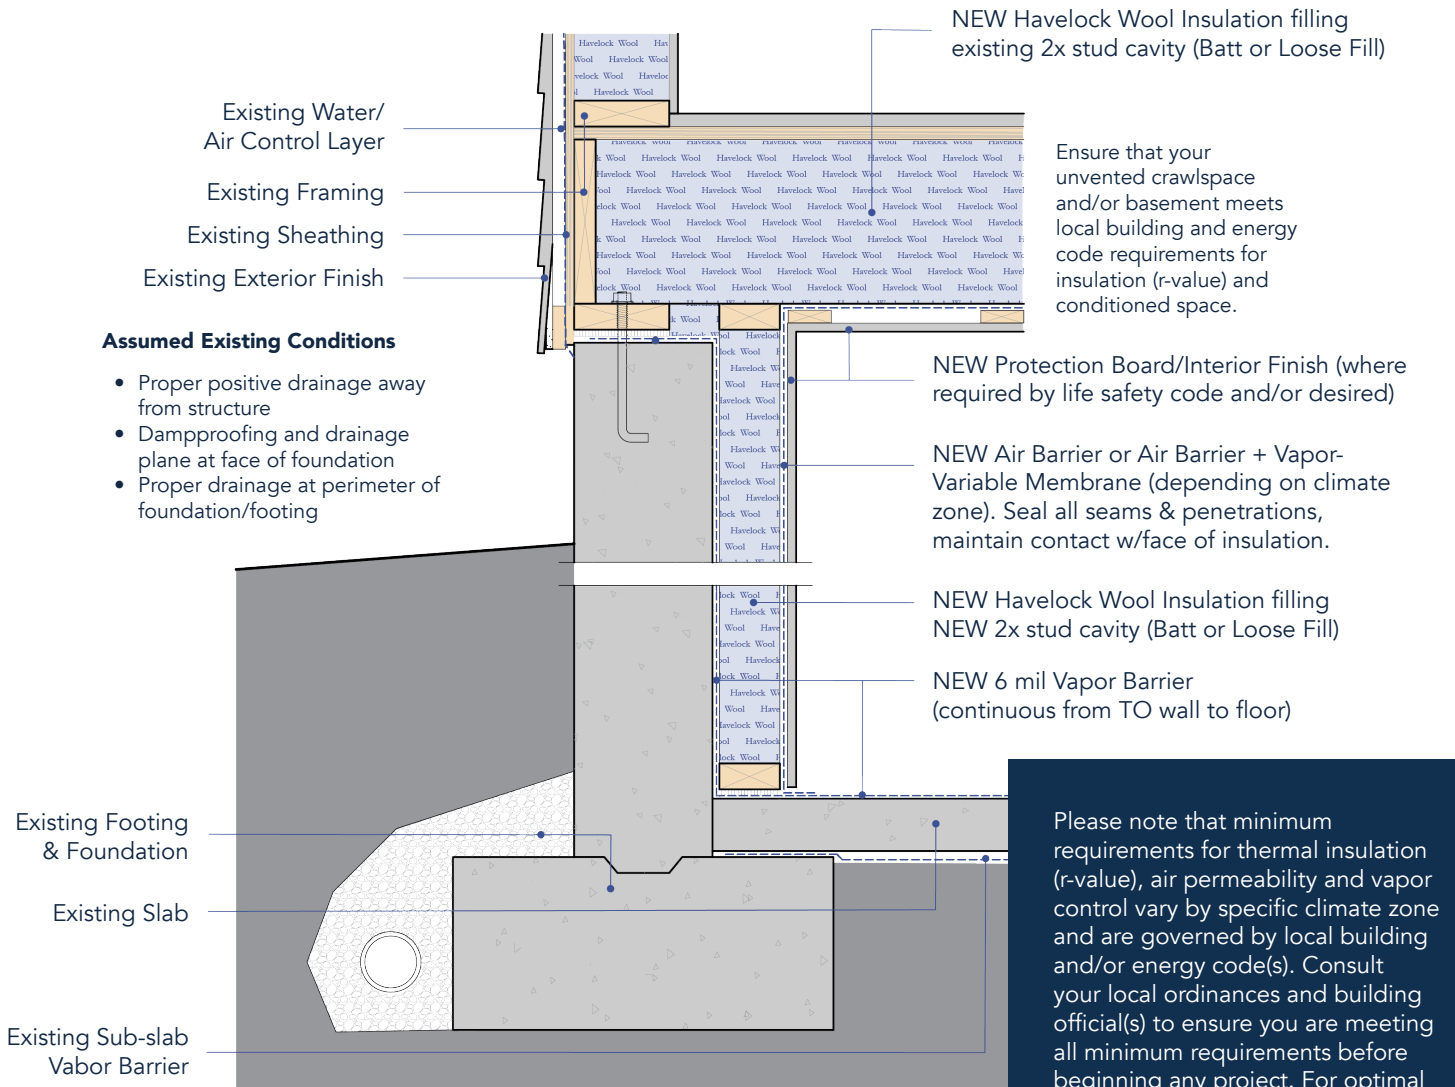 NEW Havelock Wool Insulation filling
existing 2x stud cavity (Batt or Loose Fill)
Existing Water/
Air Control Layer
Existing Framing
Existing Sheathing
Existing Exterior Finish
Ensure that your
unvented crawlspace
and/or basement meets
local building and energy
code requirements for
insulation (r-value) and
conditioned space.
Assumed Existing Conditions
• Proper positive drainage away
from structure
• Dampproofing and drainage
plane at face of foundation
• Proper drainage at perimeter of
foundation/footing
NEW Protection Board/Interior Finish (where
required by life safety code and/or desired)
NEW Air Barrier or Air Barrier + Vapor-
Variable Membrane (depending on climate
zone). Seal all seams & penetrations,
maintain contact w/face of insulation.
NEW Havelock Wool Insulation filling
NEW 2x stud cavity (Batt or Loose Fill)
NEW 6 mil Vapor Barrier
(continuous from TO wall to floor)
Existing Footing
& Foundation
Existing Slab
Existing Sub-slab
Vabor Barrier
Please note that minimum
requirements for thermal insulation
(r-value), air permeability and vapor
control vary by specific climate zone
and are governed by local building
and/or energy code(s). Consult
your local ordinances and building
official(s) to ensure you are meeting
all minimum requirements before
beginning any project. For optimal